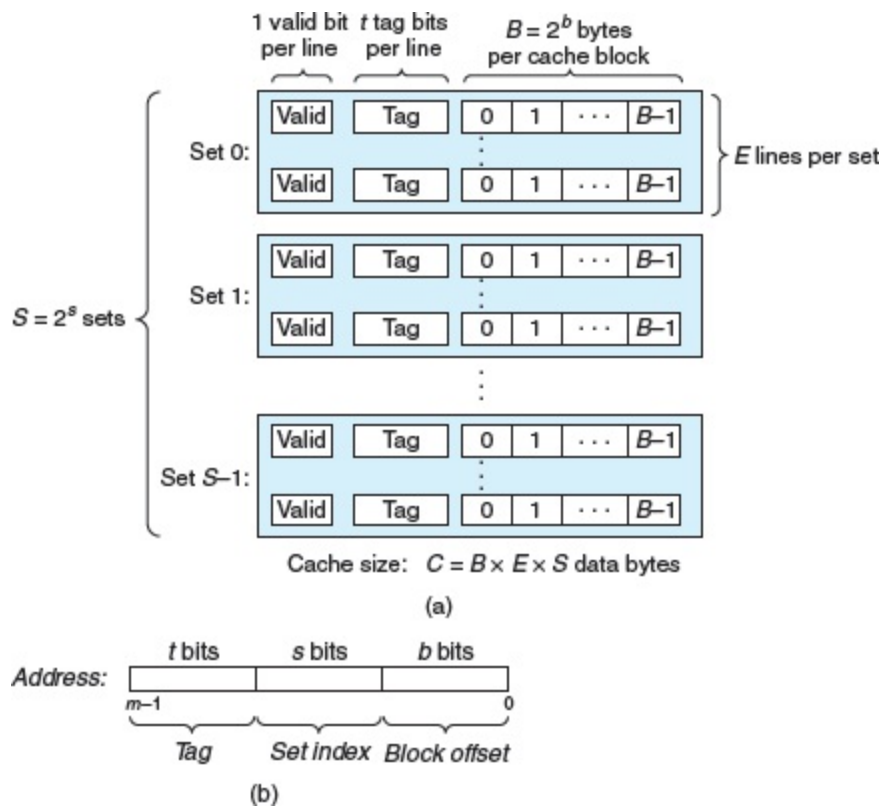 1 valid bit per line
t tag bits per line
B = 2^b bytes per cache block
Valid Tag 0 1 · · · B–1
Set 0:
Valid Tag 0 1 · · · B–1
E lines per set
Valid Tag 0 1 · · · B–1
Set 1:
Valid Tag 0 1 · · · B–1
S = 2^s sets
Valid Tag 0 1 · · · B–1
Set S–1:
Valid Tag 0 1 · · · B–1
Cache size: C = B × E × S data bytes
(a)
t bits s bits b bits
Address:
m–1 0
Tag Set index Block offset
(b)